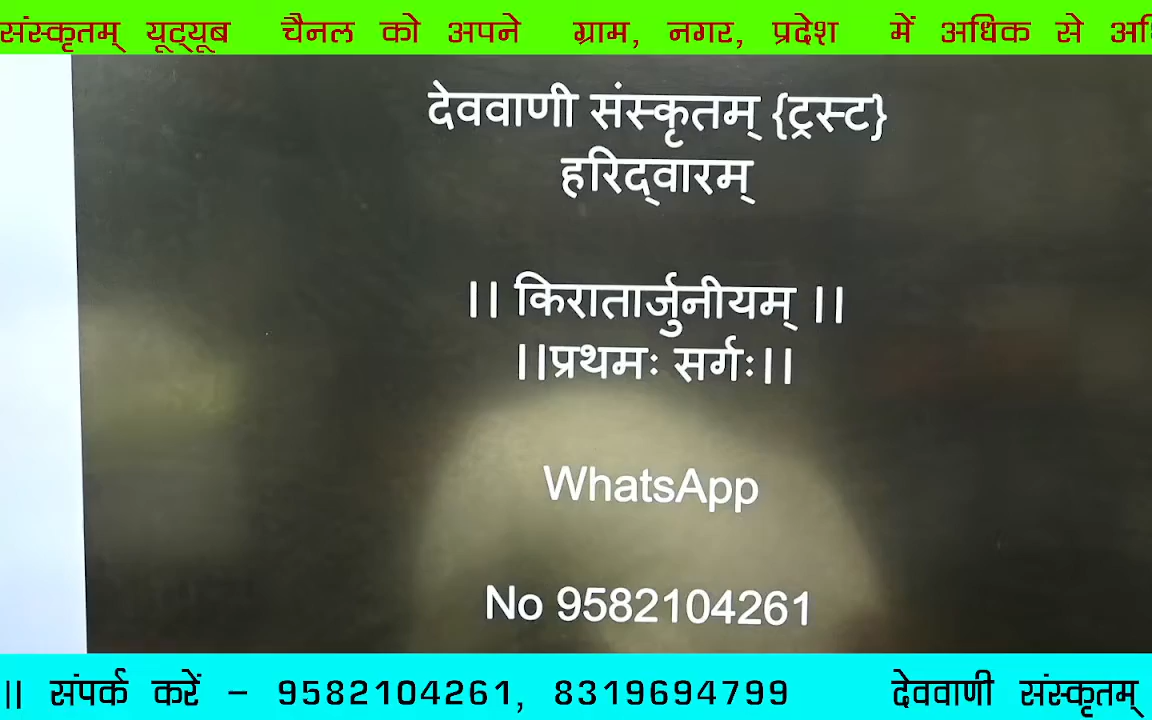 संस्कृतम् यूट्यूब चैनल को अपने ग्राम, नगर, प्रदेश में अधिक से
देववाणी संस्कृतम् {ट्रस्ट}
हरिद्वारम्
।। किरातार्जुनीयम् ।।
।।प्रथमः सर्गः।।
WhatsApp
No 9582104261
|| संपर्क करें - 9582104261, 8319694799 देववाणी संस्कृतम्